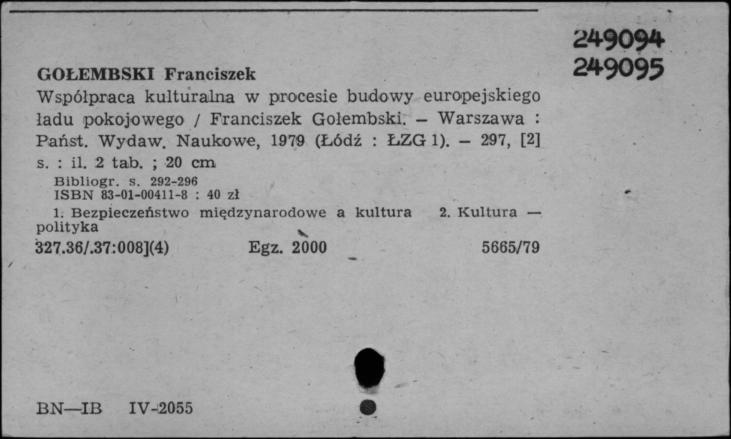 249094
249095
GOŁEMBSKI Franciszek
Współpraca kulturalna w procesie budowy europejskiego
ładu pokojowego / Franciszek Gołembski. — Warszawa :
Państ. Wydaw. Naukowe, 1979 (Łódź : ŁZG 1). — 297, [2]
s. : il. 2 tab. ; 20 cm
Bibliogr. s. 292-296
ISBN 83-01-00411-8 : 40 zł
1. Bezpieczeństwo międzynarodowe a kultura 2. Kultura —
polityka
327.36/.37:008](4) Egz. 2000 5665/79
BN—IB IV-2055